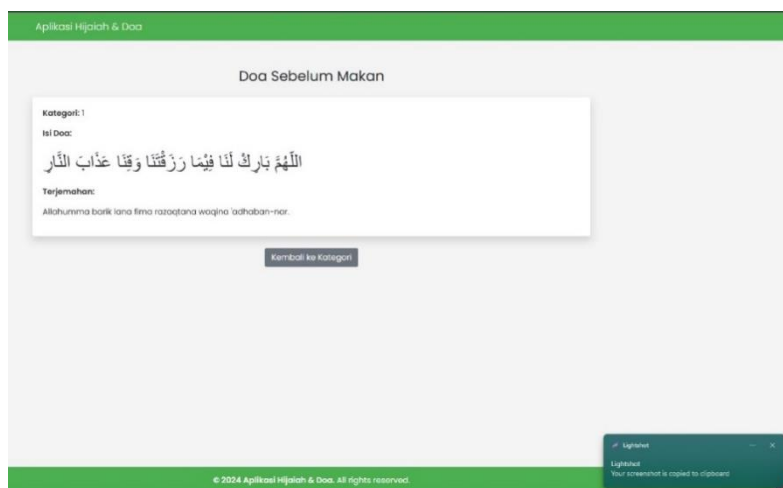 Aplikasi Hijaiah & Doa
Doa Sebelum Makan
Kategori: 1
Isi Doa:
اللّهُمَّ بَارِكْ لَنَا فِيْمَا رَزَقْتَنَا وَقِنَا عَذَابَ النَّارِ
Terjemahan:
Allahumma barik lana fima razaqtana waqina 'adhaban-nar.
Kembali ke Kategori
Lightshot
Lightshot
Your screenshot is copied to clipboard
© 2024 Aplikasi Hijaiah & Doa. All rights reserved.